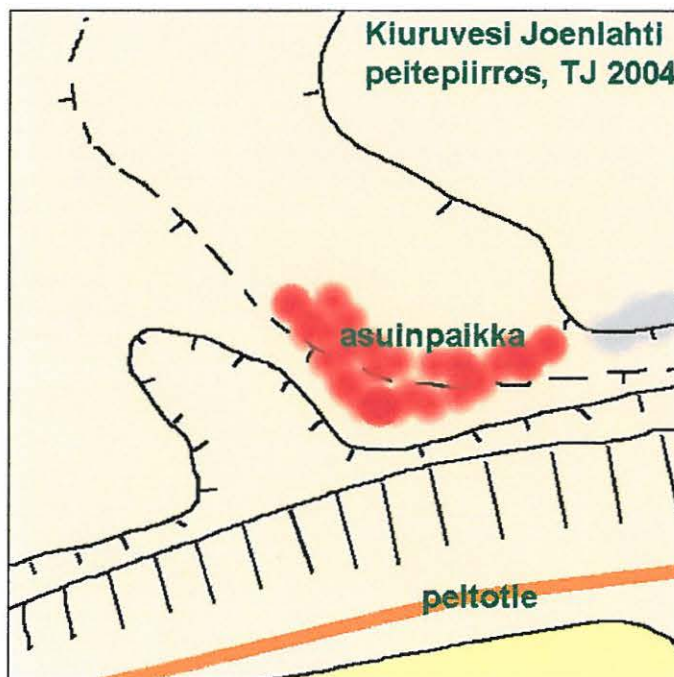 Kiuruvesi Joenlahti
peitepiirros, TJ 2004
asuinpaikka
peltotie